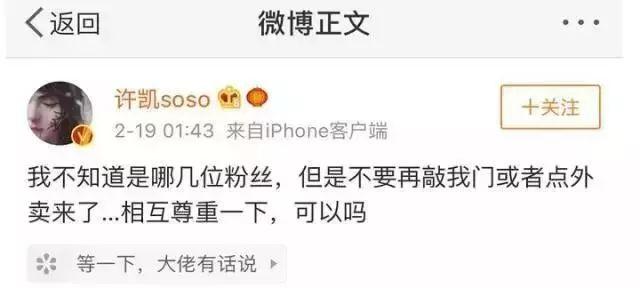 返回
微博正文
许凯soso
+关注
2-19 01:43 来自iPhone客户端
我不知道是哪几位粉丝，但是不要再敲我门或者点外
卖来了...相互尊重一下，可以吗
等一下，大佬有话说